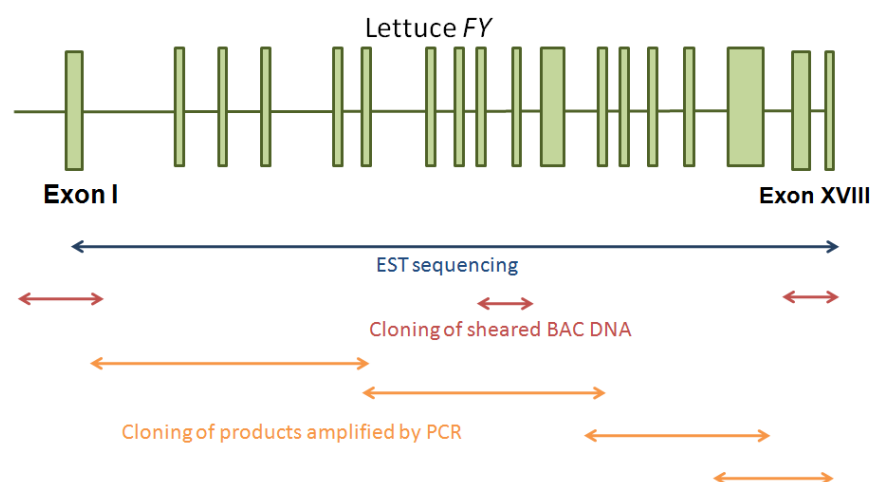 Lettuce FY
Exon I
Exon XVIII
EST sequencing
Cloning of sheared BAC DNA
Cloning of products amplified by PCR